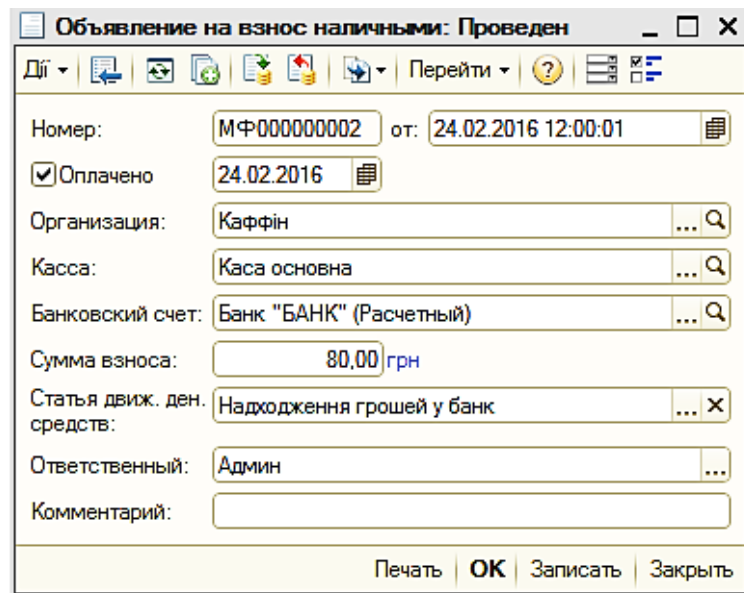 Объявление на взнос наличными: Проведен
Дії Перейти
Номер: МФ000000002 от: 24.02.2016 12:00:01
Оплачено 24.02.2016
Организация: Каффін
Касса: Каса основна
Банковский счет: Банк "БАНК" (Расчетный)
Сумма взноса: 80,00 грн
Статья движ. ден.
средств: Надходження грошей у банк
Ответственный: Админ
Комментарий:
Печать ОК Записать Закрыть